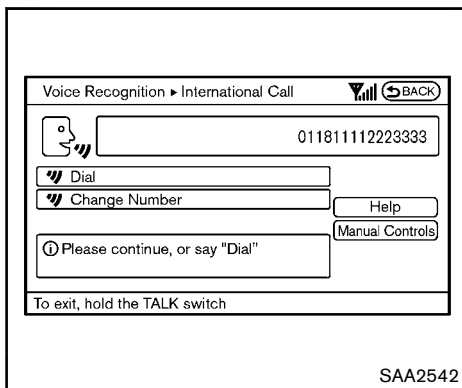 Voice Recognition ▸ International Call BACK
011811112223333
Dial
Change Number
Help
Manual Controls
Please continue, or say "Dial"
To exit, hold the TALK switch
SAA2542